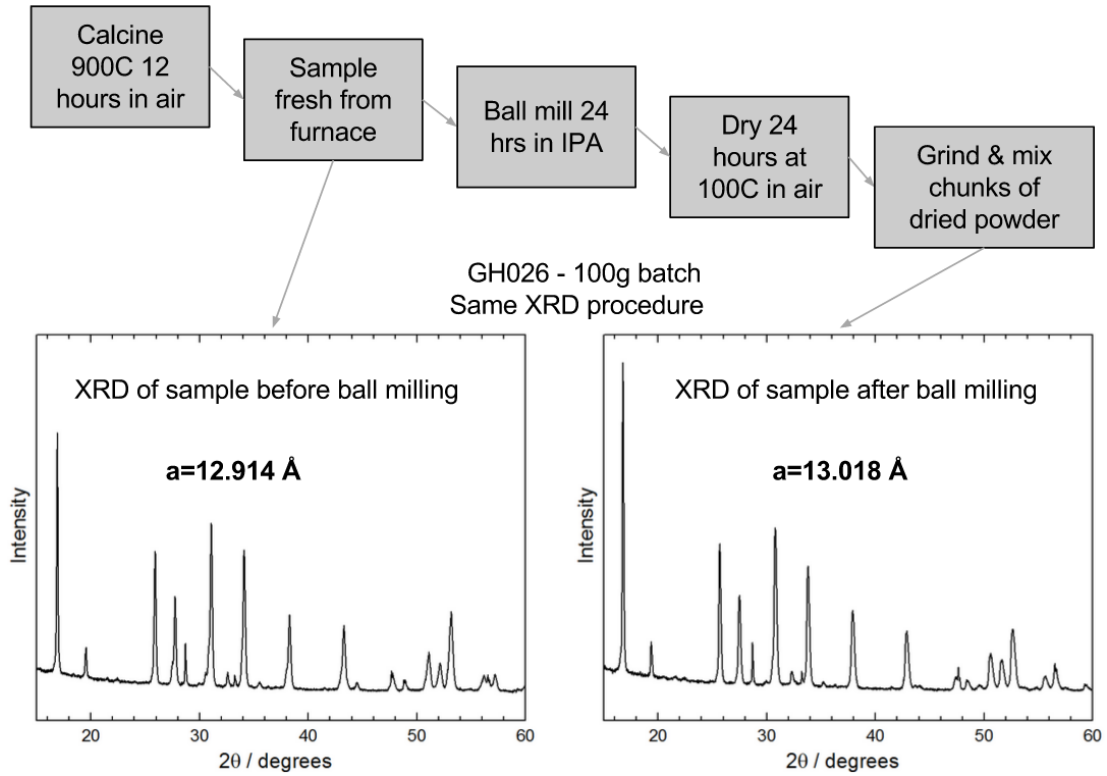 Calcine
900C 12
hours in air
Sample
fresh from
furnace
Ball mill 24
hrs in IPA
Dry 24
hours at
100C in air
Grind & mix
chunks of
dried powder
GH026 - 100g batch
Same XRD procedure
XRD of sample before ball milling
a=12.914 Å
Intensity
20
30
40
50
60
2θ / degrees
XRD of sample after ball milling
a=13.018 Å
Intensity
20
30
40
50
60
2θ / degrees